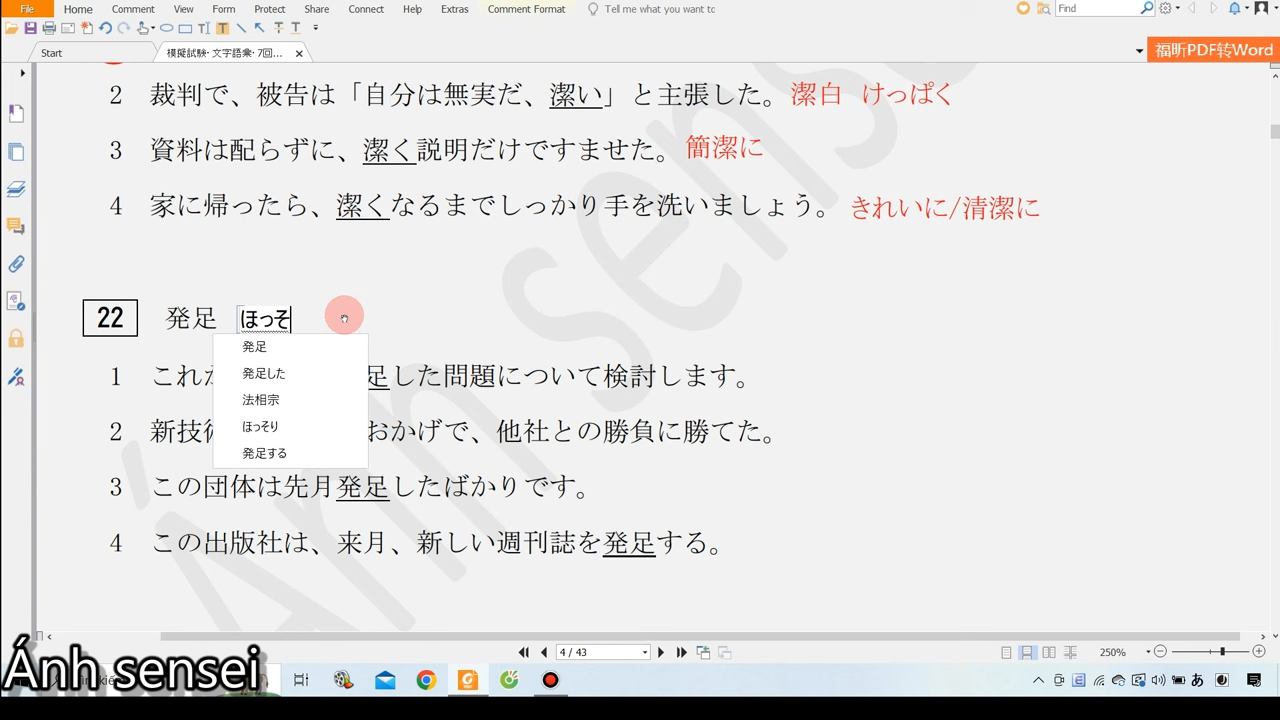 File Home Comment View Form Protect Share Connect Help Extras Comment Format Tell me what you want to Find
Start 模擬試験・文字語彙・7回... 福昕PDF转Word
2 裁判で、被告は「自分は無実だ、潔い」と主張した。潔白 けっぱく
3 資料は配らずに、潔く説明だけですませた。簡潔に
4 家に帰ったら、潔くなるまでしっかり手を洗いましょう。きれいに/清潔に
22 発足 ほっそ
発足
発足した
法相宗
ほっそり
発足する
1 これか 足した問題について検討します。
2 新技術 おかげで、他社との勝負に勝てた。
3 この団体は先月発足したばかりです。
4 この出版社は、来月、新しい週刊誌を発足する。
Ánh sensei
4 / 43 250%